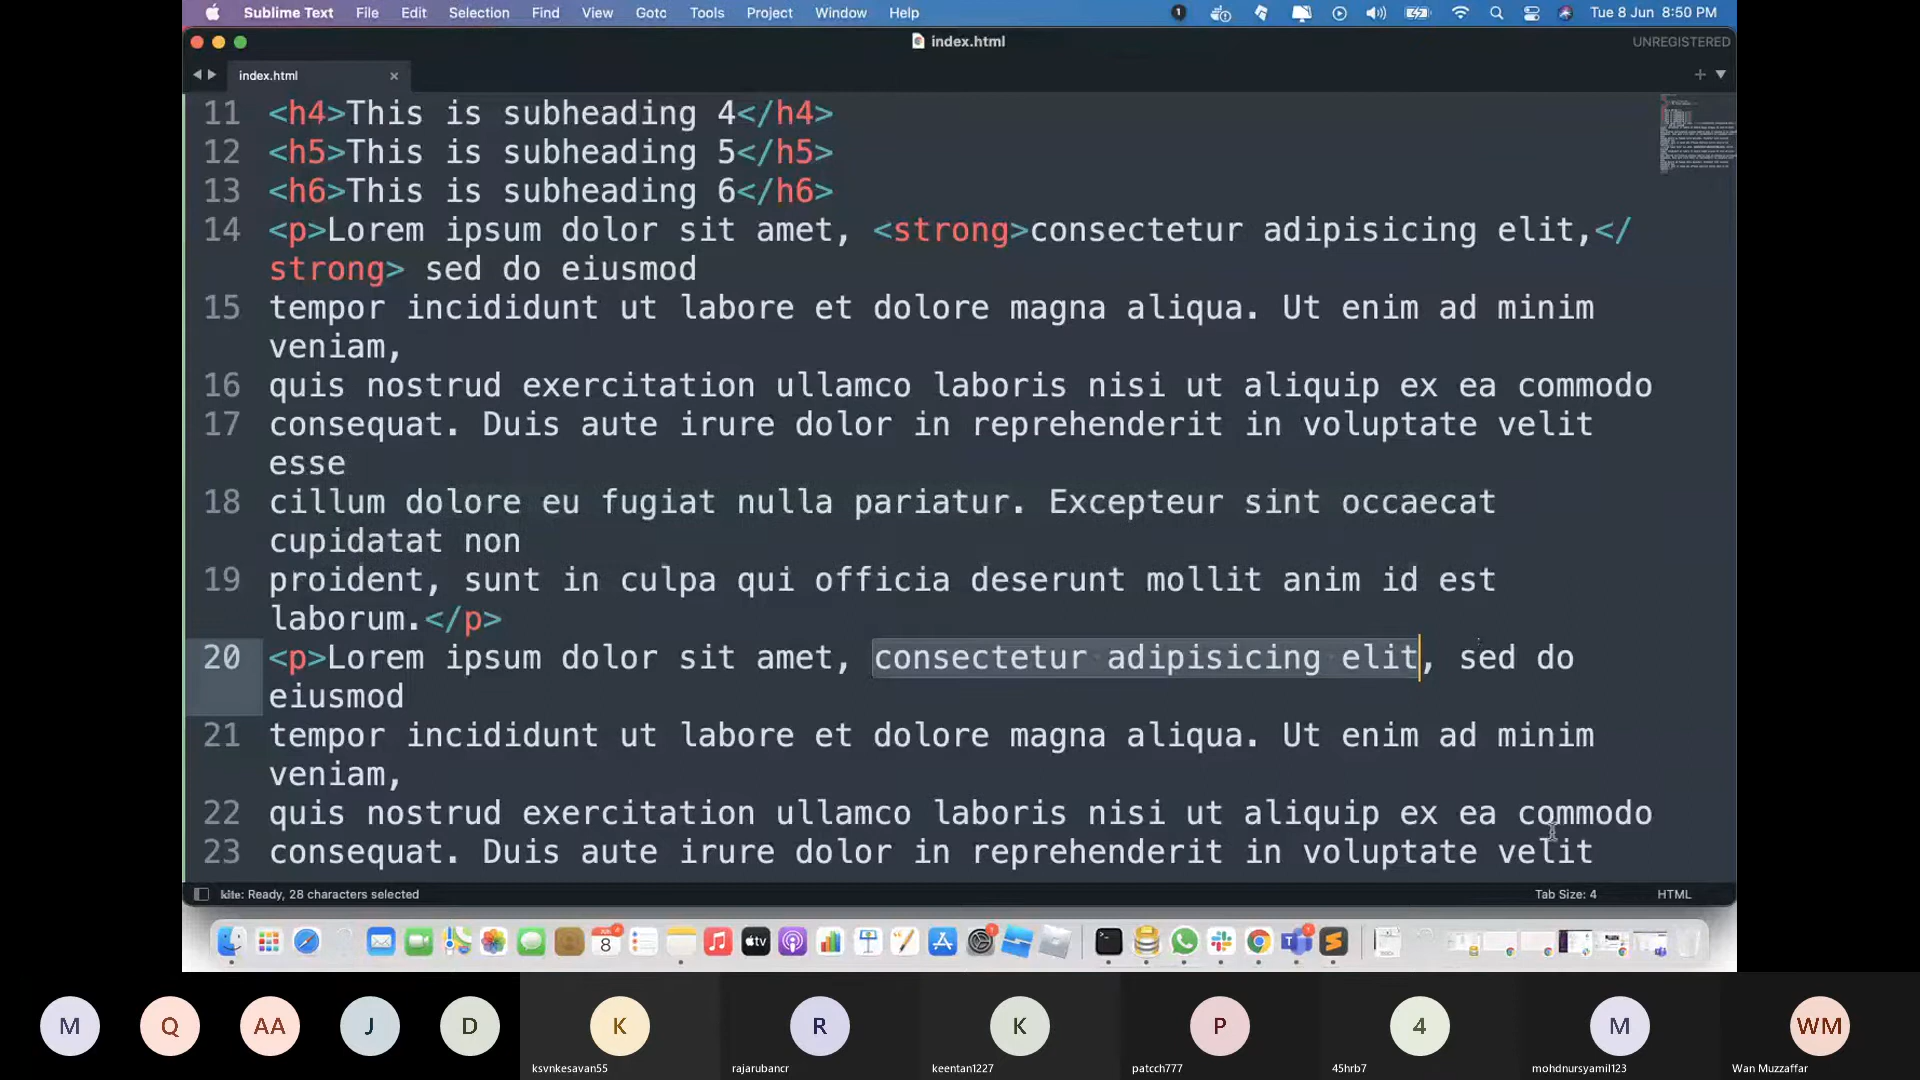 Sublime Text File Edit Selection Find View Goto Tools Project Window Help 1 Tue 8 Jun 8:50 PM
index.html UNREGISTERED
index.html
11 <h4>This is subheading 4</h4>
12 <h5>This is subheading 5</h5>
13 <h6>This is subheading 6</h6>
14 <p>Lorem ipsum dolor sit amet, <strong>consectetur adipisicing elit,</
strong> sed do eiusmod
15 tempor incididunt ut labore et dolore magna aliqua. Ut enim ad minim
veniam,
16 quis nostrud exercitation ullamco laboris nisi ut aliquip ex ea commodo
17 consequat. Duis aute irure dolor in reprehenderit in voluptate velit
esse
18 cillum dolore eu fugiat nulla pariatur. Excepteur sint occaecat
cupidatat non
19 proident, sunt in culpa qui officia deserunt mollit anim id est
laborum.</p>
20 <p>Lorem ipsum dolor sit amet, consectetur adipisicing elit, sed do
eiusmod
21 tempor incididunt ut labore et dolore magna aliqua. Ut enim ad minim
veniam,
22 quis nostrud exercitation ullamco laboris nisi ut aliquip ex ea commodo
23 consequat. Duis aute irure dolor in reprehenderit in voluptate velit
kite: Ready, 28 characters selected Tab Size: 4 HTML
8 tv
M Q AA J D K R K P 4 M WM
ksvnkesavan55 rajarubancr keentan1227 patcch777 45hrb7 mohdnursyamil123 Wan Muzzaffar